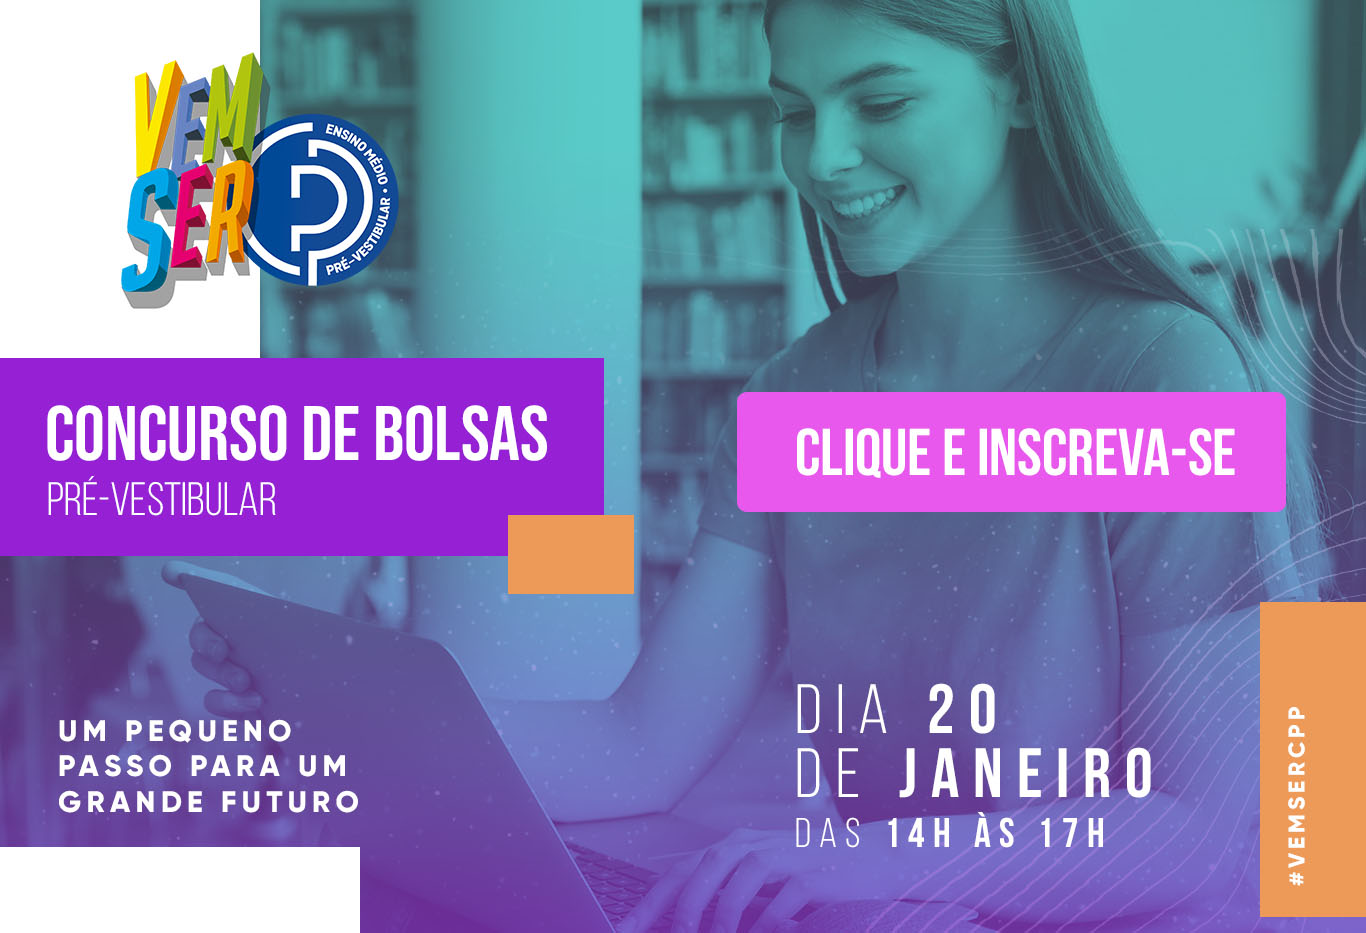 VEM
SER
ENSINO MÉDIO • PRÉ-VESTIBULAR
CONCURSO DE BOLSAS
PRÉ-VESTIBULAR
CLIQUE E INSCREVA-SE
UM PEQUENO
PASSO PARA UM
GRANDE FUTURO
DIA 20
DE JANEIRO
DAS 14H ÀS 17H
#VEMSERCPP